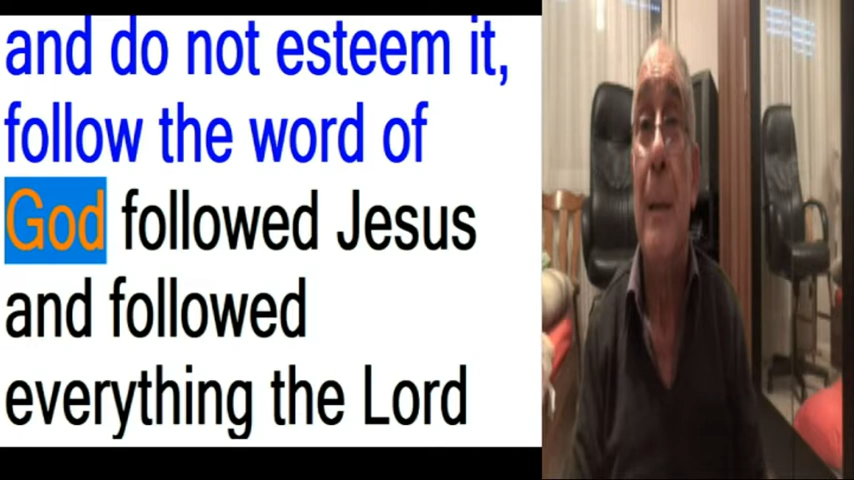 and do not esteem it,
follow the word of
God followed Jesus
and followed
everything the Lord